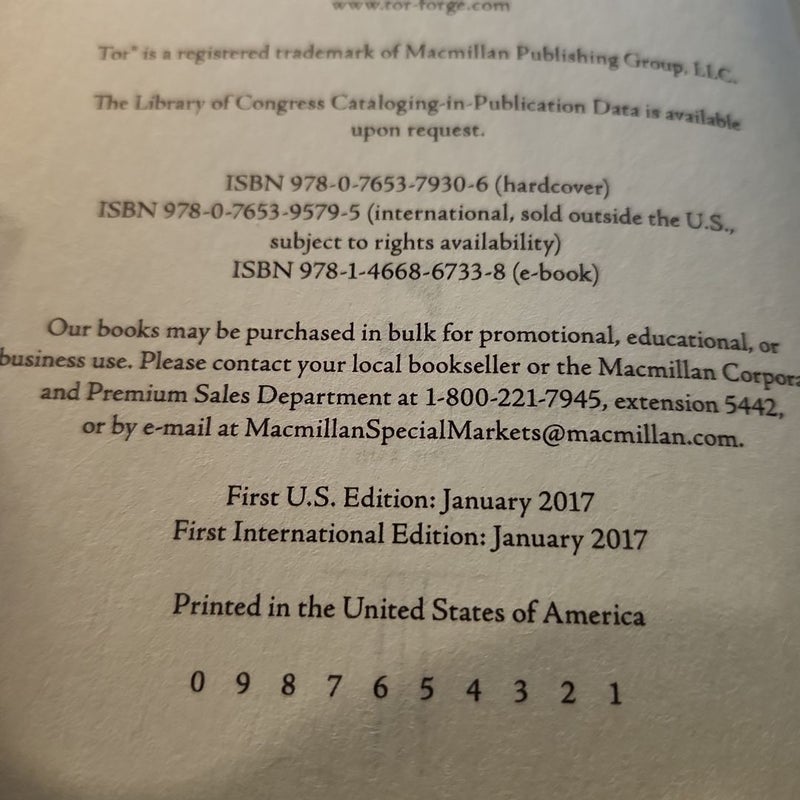 www.tor-forge.com
Tor® is a registered trademark of Macmillan Publishing Group, LLC.
The Library of Congress Cataloging-in-Publication Data is available
upon request.
ISBN 978-0-7653-7930-6 (hardcover)
ISBN 978-0-7653-9579-5 (international, sold outside the U.S.,
subject to rights availability)
ISBN 978-1-4668-6733-8 (e-book)
Our books may be purchased in bulk for promotional, educational, or
business use. Please contact your local bookseller or the Macmillan Corpora
and Premium Sales Department at 1-800-221-7945, extension 5442,
or by e-mail at MacmillanSpecialMarkets@macmillan.com.
First U.S. Edition: January 2017
First International Edition: January 2017
Printed in the United States of America
0 9 8 7 6 5 4 3 2 1